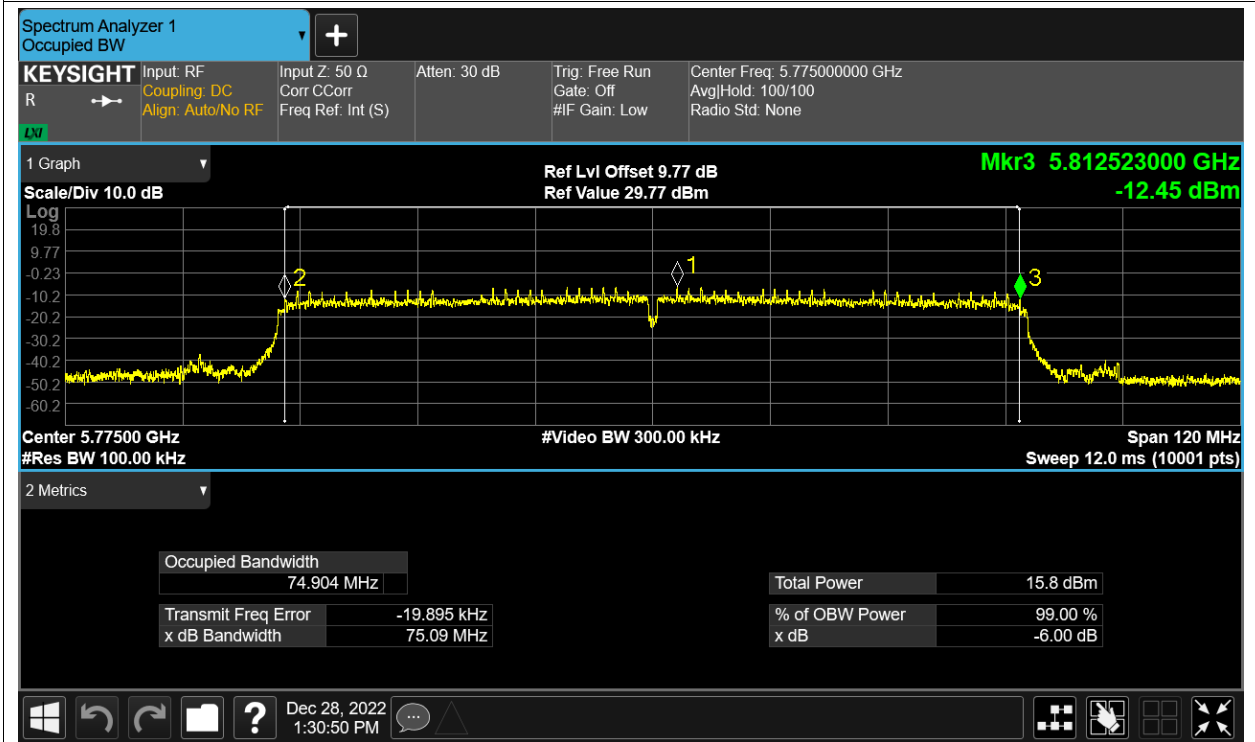 Spectrum Analyzer 1
Occupied BW
KEYSIGHT
R
LXI
Input: RF
Coupling: DC
Align: Auto/No RF
Input Z: 50 Ω
Corr CCorr
Freq Ref: Int (S)
Atten: 30 dB
Trig: Free Run
Gate: Off
#IF Gain: Low
Center Freq: 5.775000000 GHz
Avg|Hold: 100/100
Radio Std: None
1 Graph
Scale/Div 10.0 dB
Ref Lvl Offset 9.77 dB
Ref Value 29.77 dBm
Mkr3 5.812523000 GHz
-12.45 dBm
Log
19.8
9.77
-0.23
-10.2
-20.2
-30.2
-40.2
-50.2
-60.2
2
1
3
Center 5.77500 GHz
#Res BW 100.00 kHz
#Video BW 300.00 kHz
Span 120 MHz
Sweep 12.0 ms (10001 pts)
2 Metrics
Occupied Bandwidth
74.904 MHz
Transmit Freq Error -19.895 kHz
x dB Bandwidth 75.09 MHz
Total Power 15.8 dBm
% of OBW Power 99.00 %
x dB -6.00 dB
?
Dec 28, 2022
1:30:50 PM